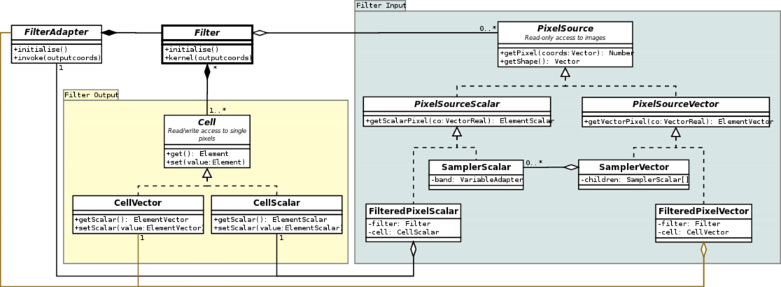 Filter Input
FilterAdapter
+initialise()
+invoke(outputcoords)
1
Filter
+initialise()
+kernel(outputcoords)
*
0..*
PixelSource
Read-only access to images
+getPixel(coords:Vector): Number
+getShape(): Vector
Filter Output
1..*
Cell
Read/write access to single
pixels
+get(): Element
+set(value:Element)
PixelSourceScalar
+getScalarPixel(co:VectorReal): ElementScalar
PixelSourceVector
+getVectorPixel(co:VectorReal): ElementVector
SamplerScalar
-band: VariableAdapter
0..*
SamplerVector
-children: SamplerScalar[]
CellVector
+getScalar(): ElementVector
+setScalar(value:ElementVector)
1
CellScalar
+getScalar(): ElementScalar
+setScalar(value:ElementScalar)
1
FilteredPixelScalar
-filter: Filter
-cell: CellScalar
FilteredPixelVector
-filter: Filter
-cell: CellVector